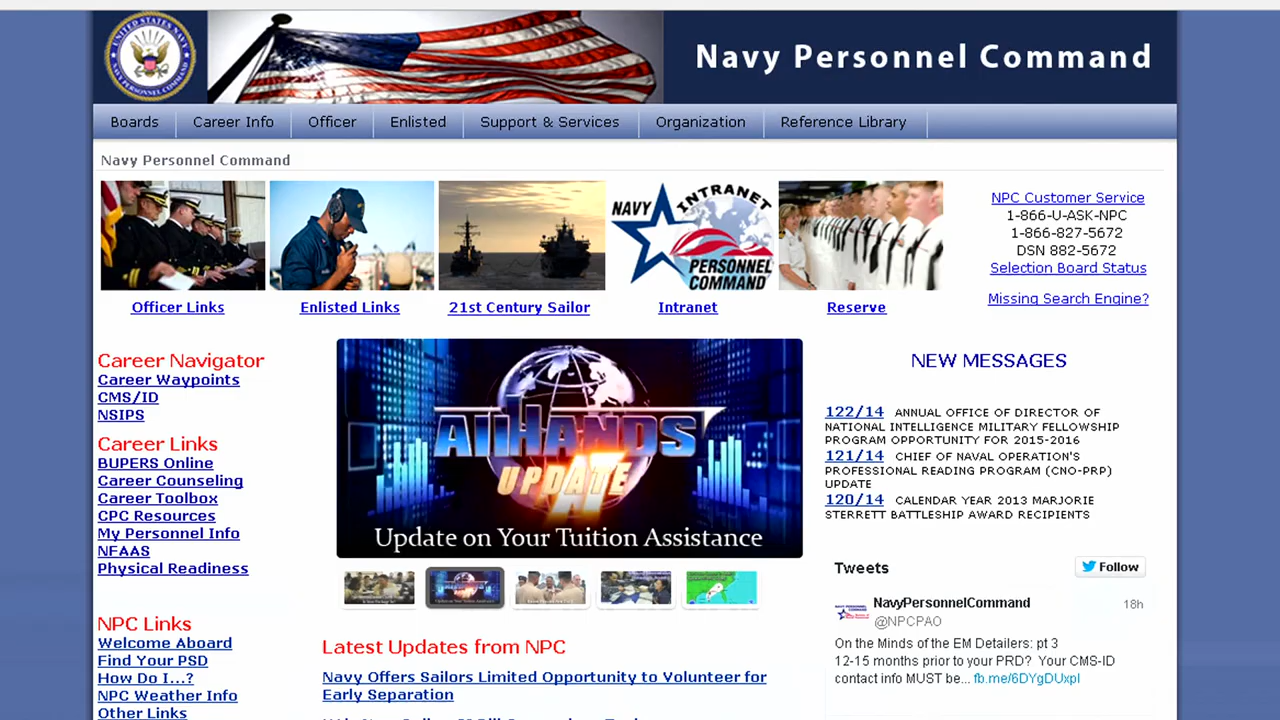 UNITED STATES NAVY
NAVY PERSONNEL COMMAND
Navy Personnel Command
Boards
Career Info
Officer
Enlisted
Support & Services
Organization
Reference Library
Navy Personnel Command
NAVY
INTRANET
PERSONNEL
COMMAND
Officer Links
Enlisted Links
21st Century Sailor
Intranet
Reserve
NPC Customer Service
1-866-U-ASK-NPC
1-866-827-5672
DSN 882-5672
Selection Board Status
Missing Search Engine?
Career Navigator
Career Waypoints
CMS/ID
NSIPS
Career Links
BUPERS Online
Career Counseling
Career Toolbox
CPC Resources
My Personnel Info
NFAAS
Physical Readiness
NPC Links
Welcome Aboard
Find Your PSD
How Do I...?
NPC Weather Info
Other Links
AllHANDS
UPDATE
Update on Your Tuition Assistance
Latest Updates from NPC
Navy Offers Sailors Limited Opportunity to Volunteer for
Early Separation
NEW MESSAGES
122/14 ANNUAL OFFICE OF DIRECTOR OF
NATIONAL INTELLIGENCE MILITARY FELLOWSHIP
PROGRAM OPPORTUNITY FOR 2015-2016
121/14 CHIEF OF NAVAL OPERATION'S
PROFESSIONAL READING PROGRAM (CNO-PRP)
UPDATE
120/14 CALENDAR YEAR 2013 MARJORIE
STERRETT BATTLESHIP AWARD RECIPIENTS
Tweets
Follow
NavyPersonnelCommand
18h
@NPCPAO
On the Minds of the EM Detailers: pt 3
12-15 months prior to your PRD? Your CMS-ID
contact info MUST be... fb.me/6DYgDUxpl